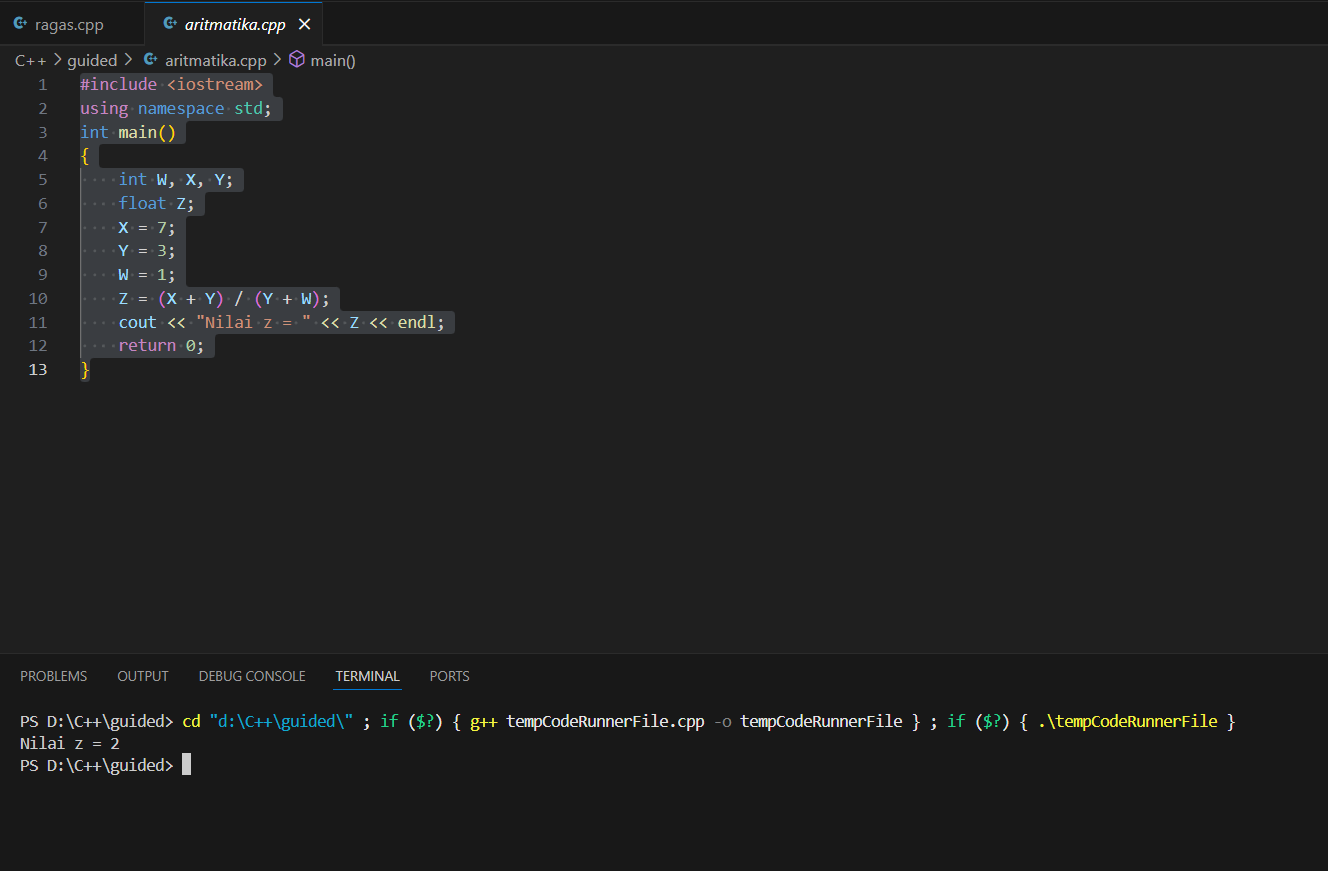 ragas.cpp aritmatika.cpp
C++ > guided > aritmatika.cpp > main()
1 #include <iostream>
2 using namespace std;
3 int main()
4 {
5     int W, X, Y;
6     float Z;
7     X = 7;
8     Y = 3;
9     W = 1;
10     Z = (X + Y) / (Y + W);
11     cout << "Nilai z = " << Z << endl;
12     return 0;
13 }
PROBLEMS OUTPUT DEBUG CONSOLE TERMINAL PORTS
PS D:\C++\guided> cd "d:\C++\guided\" ; if ($?) { g++ tempCodeRunnerFile.cpp -o tempCodeRunnerFile } ; if ($?) { .\tempCodeRunnerFile }
Nilai z = 2
PS D:\C++\guided>